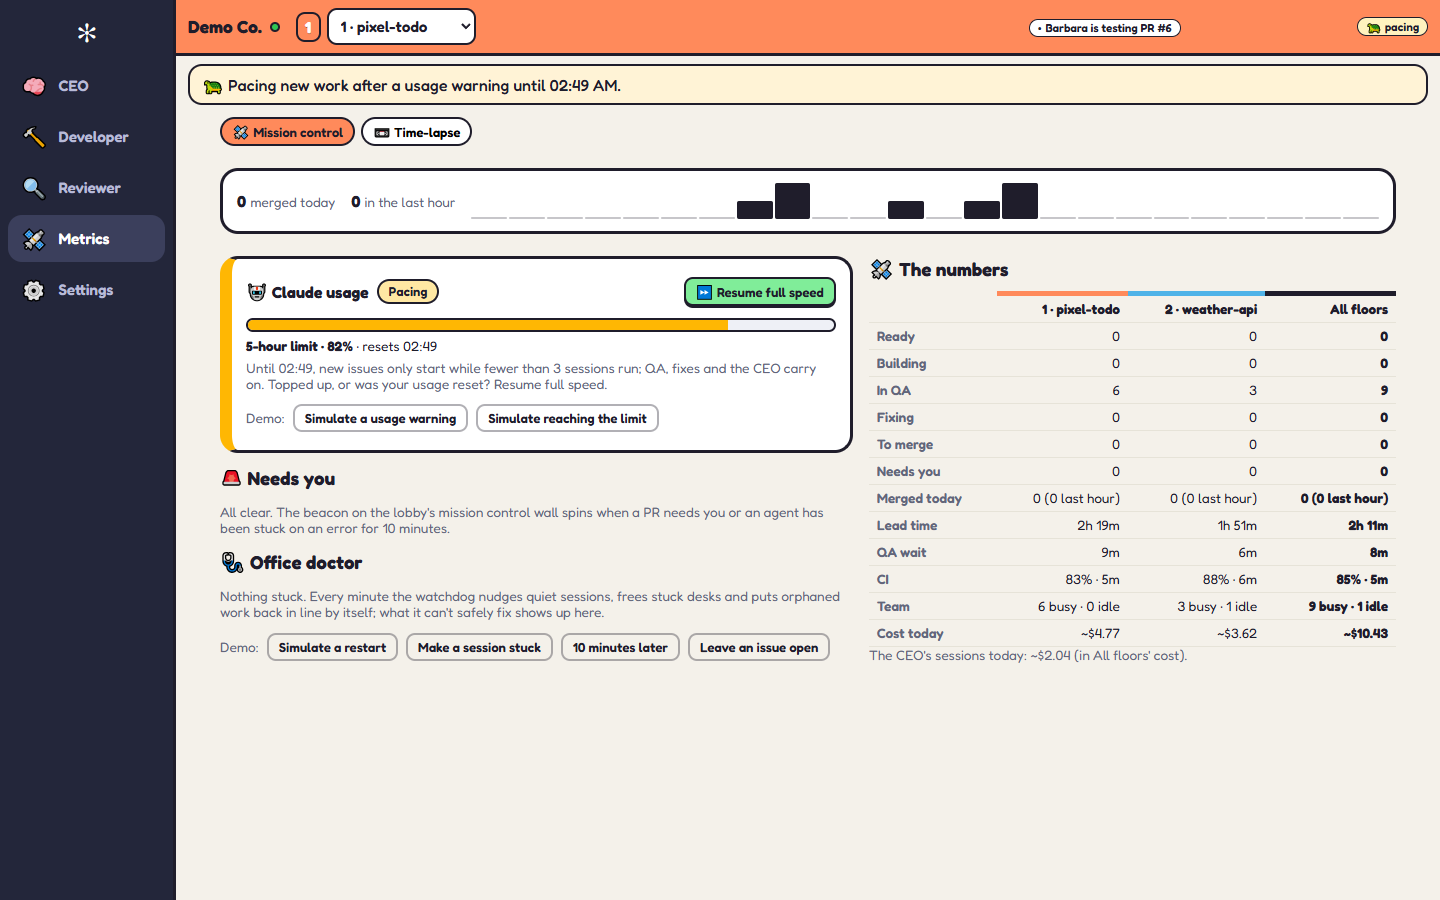 Demo Co.
1
1 · pixel-todo
• Barbara is testing PR #6
pacing
CEO
Developer
Reviewer
Metrics
Settings
Pacing new work after a usage warning until 02:49 AM.
Mission control
Time-lapse
0 merged today
0 in the last hour
Claude usage
Pacing
Resume full speed
5-hour limit · 82% · resets 02:49
Until 02:49, new issues only start while fewer than 3 sessions run; QA, fixes and the CEO carry
on. Topped up, or was your usage reset? Resume full speed.
Demo:
Simulate a usage warning
Simulate reaching the limit
Needs you
All clear. The beacon on the lobby's mission control wall spins when a PR needs you or an agent has
been stuck on an error for 10 minutes.
Office doctor
Nothing stuck. Every minute the watchdog nudges quiet sessions, frees stuck desks and puts orphaned
work back in line by itself; what it can't safely fix shows up here.
Demo:
Simulate a restart
Make a session stuck
10 minutes later
Leave an issue open
The numbers
1 · pixel-todo 2 · weather-api All floors
Ready 0 0 0
Building 0 0 0
In QA 6 3 9
Fixing 0 0 0
To merge 0 0 0
Needs you 0 0 0
Merged today 0 (0 last hour) 0 (0 last hour) 0 (0 last hour)
Lead time 2h 19m 1h 51m 2h 11m
QA wait 9m 6m 8m
CI 83% · 5m 88% · 6m 85% · 5m
Team 6 busy · 0 idle 3 busy · 1 idle 9 busy · 1 idle
Cost today ~$4.77 ~$3.62 ~$10.43
The CEO's sessions today: ~$2.04 (in All floors' cost).